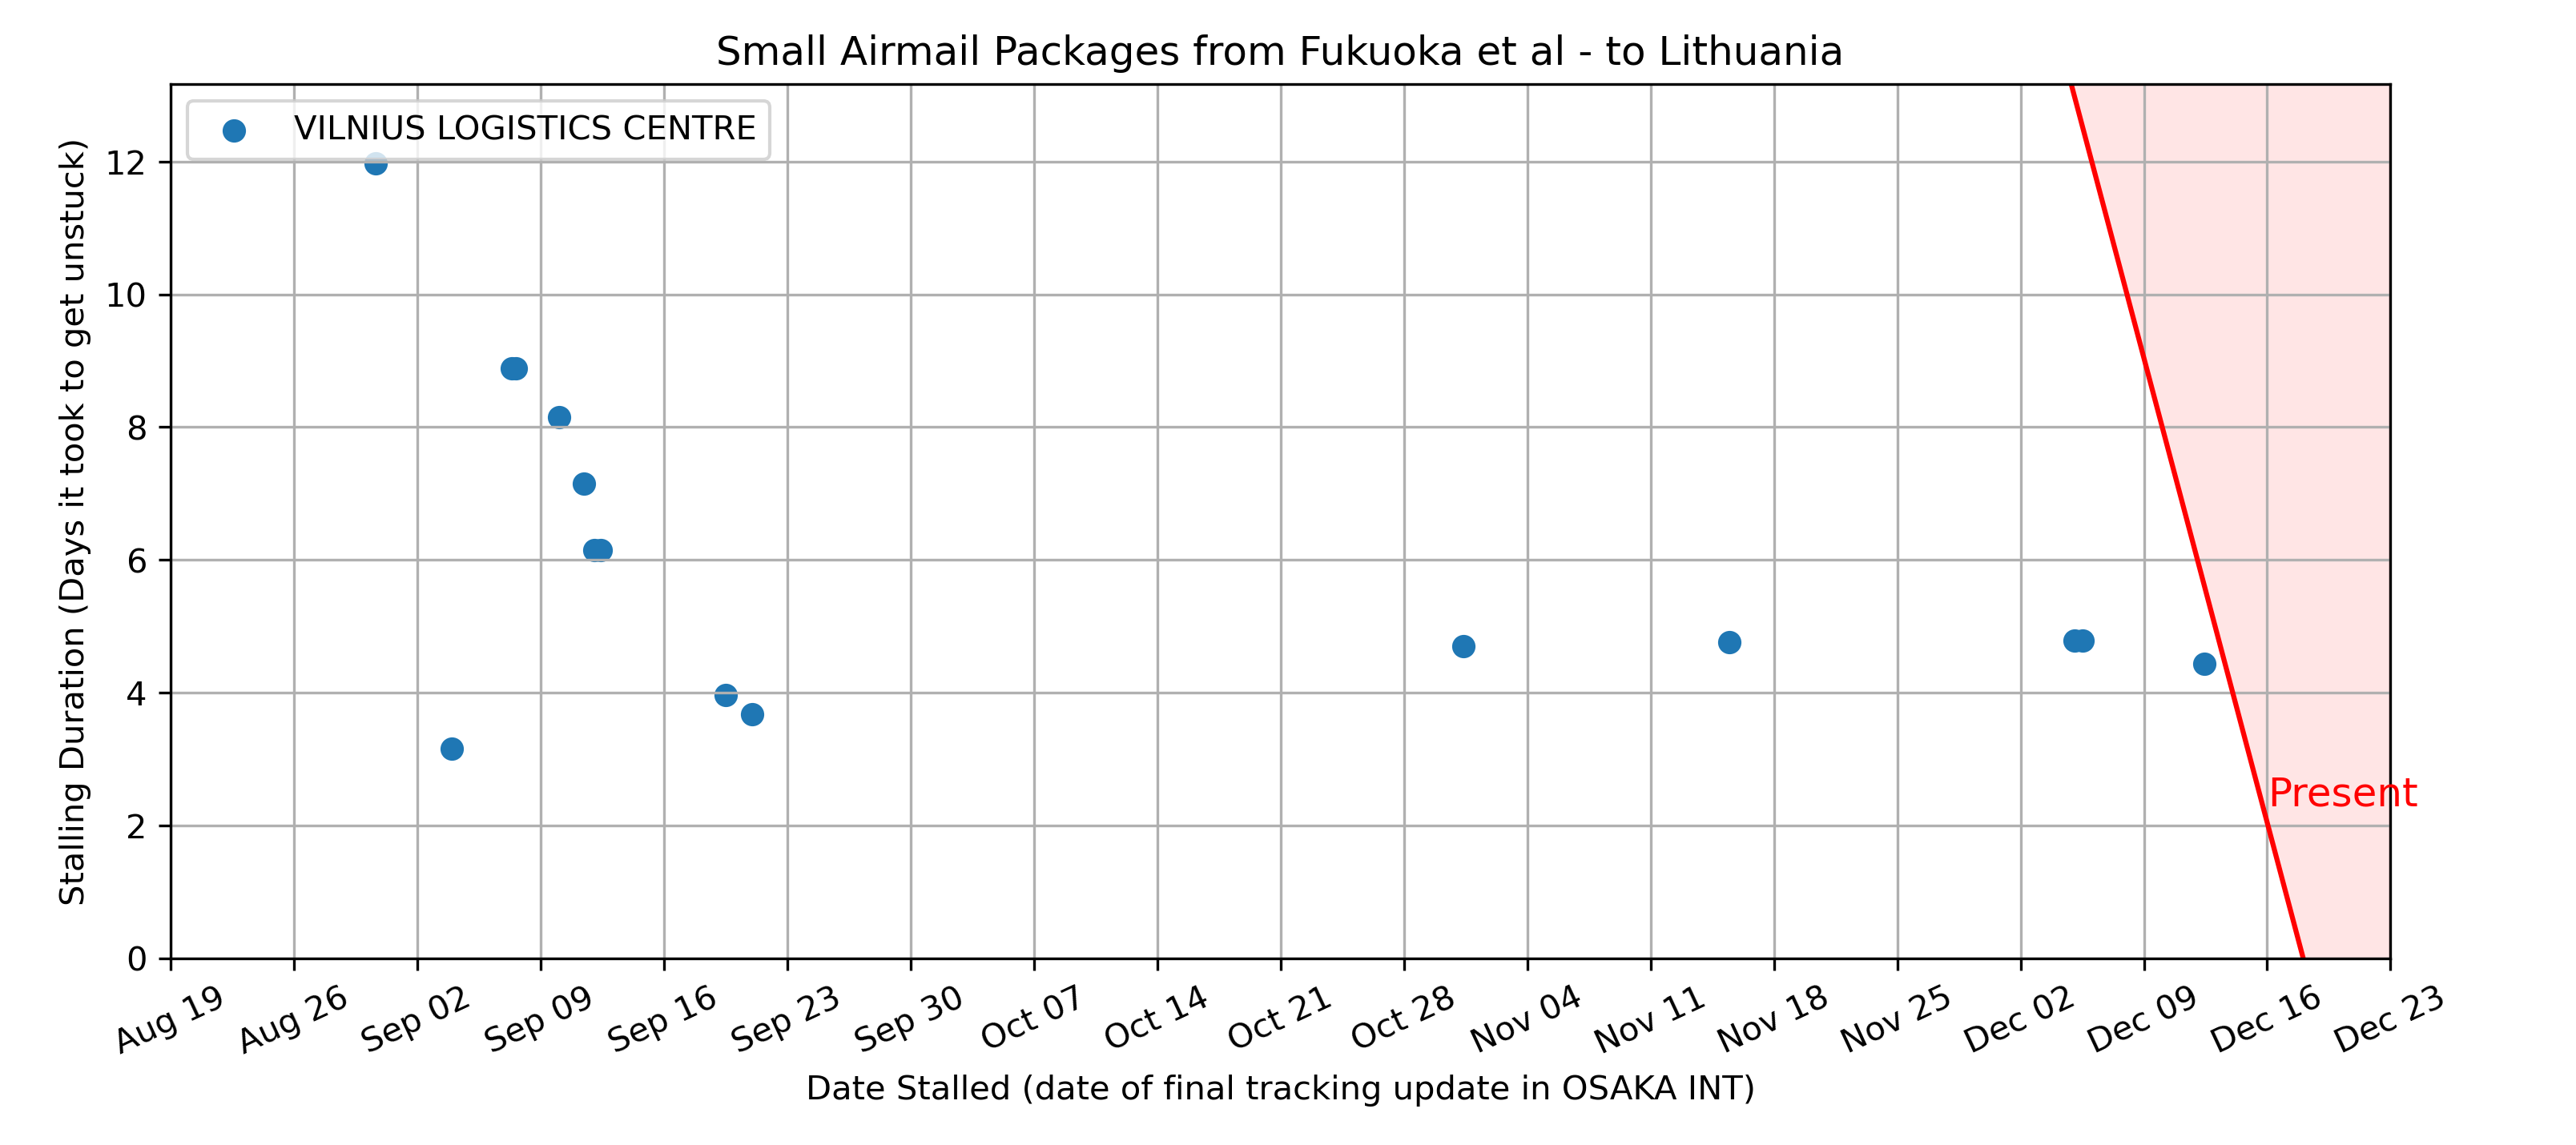 Small Airmail Packages from Fukuoka et al - to Lithuania
VILNIUS LOGISTICS CENTRE
Stalling Duration (Days it took to get unstuck)
12
10
8
6
4
2
0
Present
Aug 19
Aug 26
Sep 02
Sep 09
Sep 16
Sep 23
Sep 30
Oct 07
Oct 14
Oct 21
Oct 28
Nov 04
Nov 11
Nov 18
Nov 25
Dec 02
Dec 09
Dec 16
Dec 23
Date Stalled (date of final tracking update in OSAKA INT)